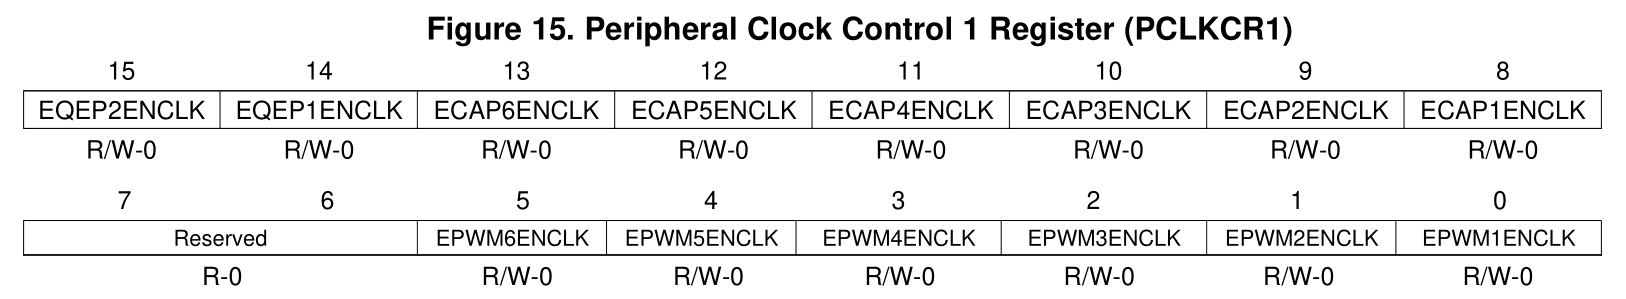 Figure 15. Peripheral Clock Control 1 Register (PCLKCR1)
15 14 13 12 11 10 9 8
EQEP2ENCLK EQEP1ENCLK ECAP6ENCLK ECAP5ENCLK ECAP4ENCLK ECAP3ENCLK ECAP2ENCLK ECAP1ENCLK
R/W-0 R/W-0 R/W-0 R/W-0 R/W-0 R/W-0 R/W-0 R/W-0
7 6 5 4 3 2 1 0
Reserved EPWM6ENCLK EPWM5ENCLK EPWM4ENCLK EPWM3ENCLK EPWM2ENCLK EPWM1ENCLK
R-0 R/W-0 R/W-0 R/W-0 R/W-0 R/W-0 R/W-0